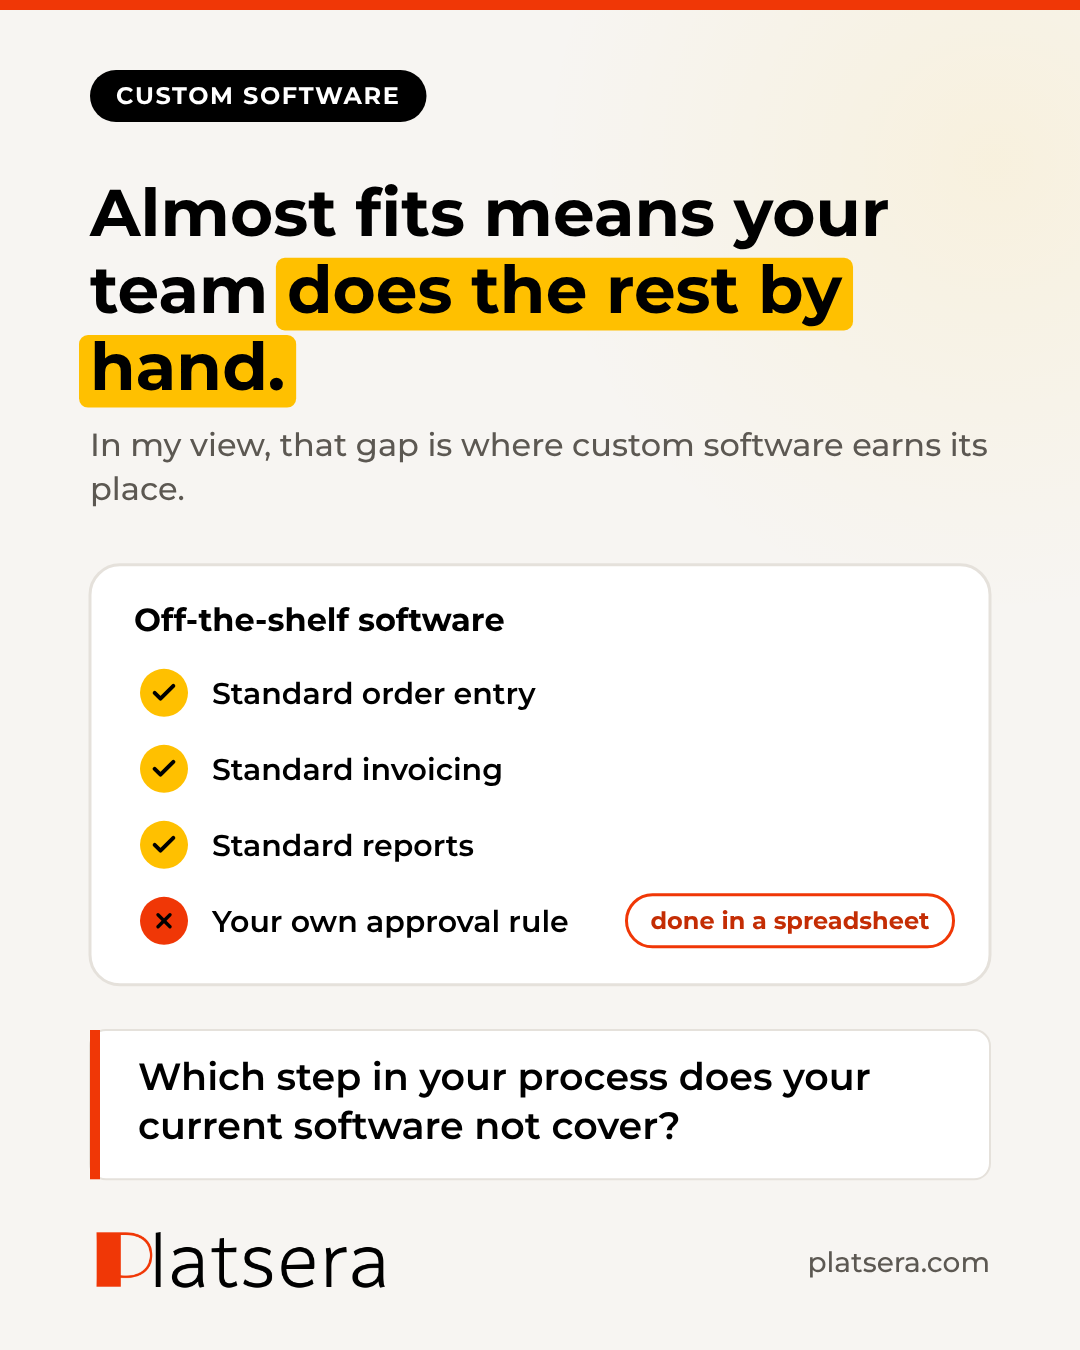 CUSTOM SOFTWARE
Almost fits means your
team does the rest by
hand.
In my view, that gap is where custom software earns its
place.
Off-the-shelf software
Standard order entry
Standard invoicing
Standard reports
Your own approval rule
done in a spreadsheet
Which step in your process does your
current software not cover?
Platsera
platsera.com